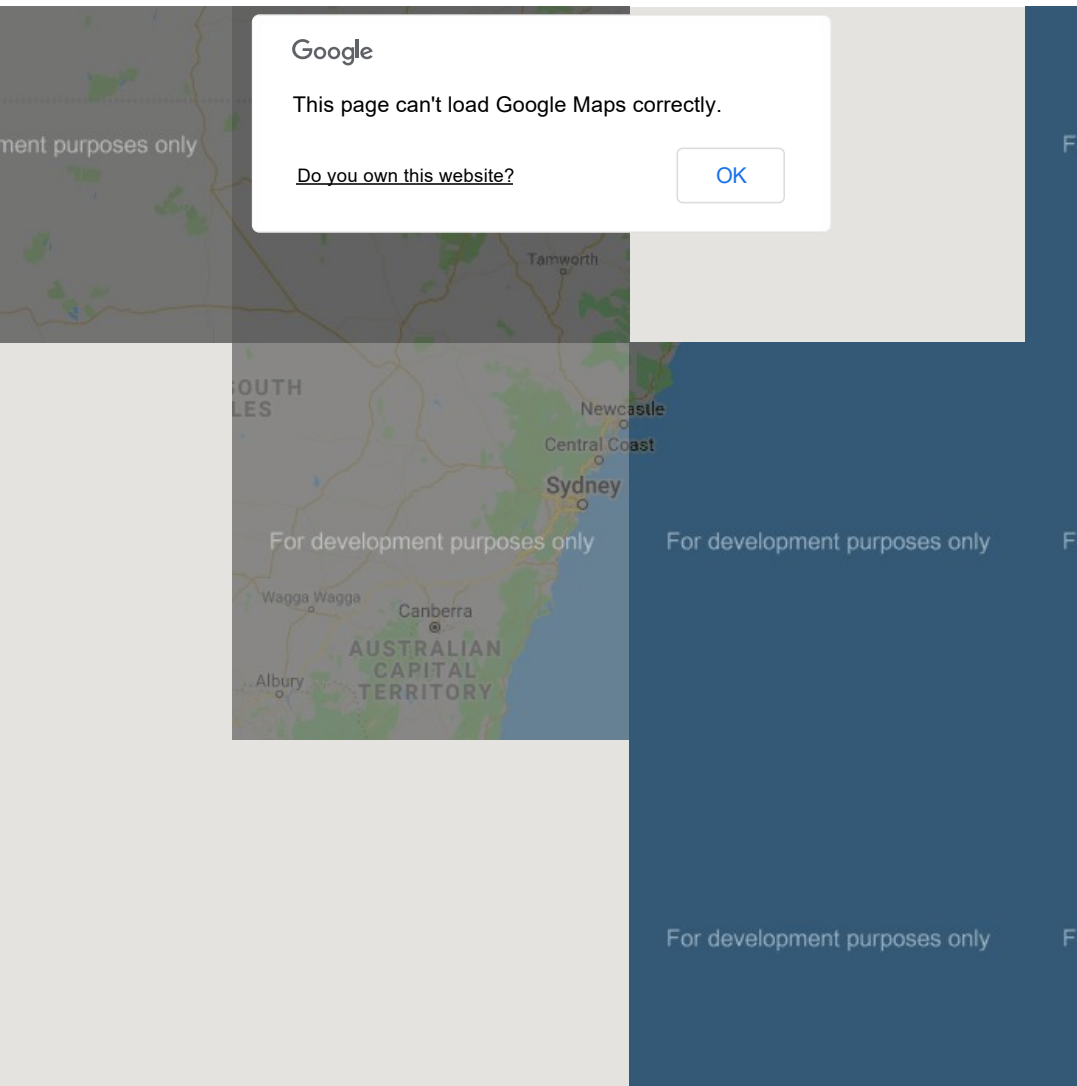 Google
This page can't load Google Maps correctly.
ment purposes only
F
Do you own this website?
OK
Tamworth
SOUTH
LES
Newcastle
Central Coast
Sydney
For development purposes only
For development purposes only
F
Wagga Wagga
Canberra
AUSTRALIAN
CAPITAL
TERRITORY
Albury
For development purposes only
F